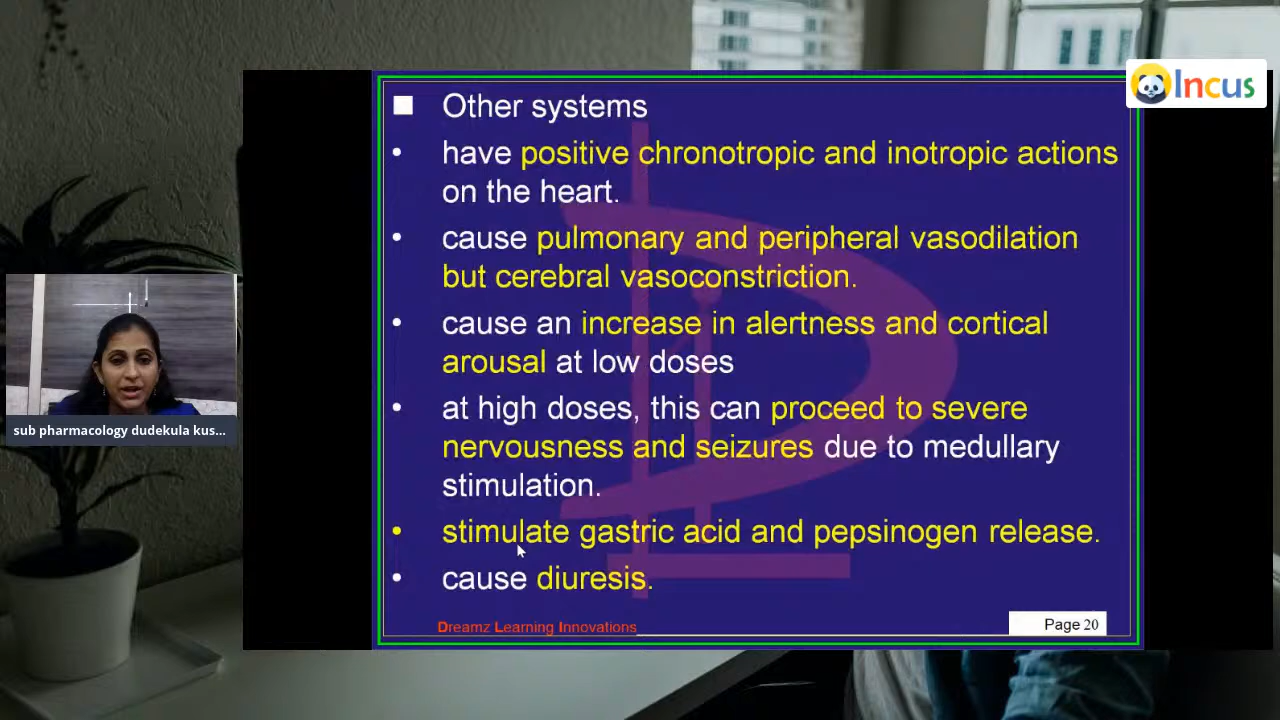 Incus
Other systems
• have positive chronotropic and inotropic actions
on the heart.
• cause pulmonary and peripheral vasodilation
but cerebral vasoconstriction.
• cause an increase in alertness and cortical
arousal at low doses
• at high doses, this can proceed to severe
nervousness and seizures due to medullary
stimulation.
• stimulate gastric acid and pepsinogen release.
• cause diuresis.
Dreamz Learning Innovations
Page 20
sub pharmacology dudekula kus...